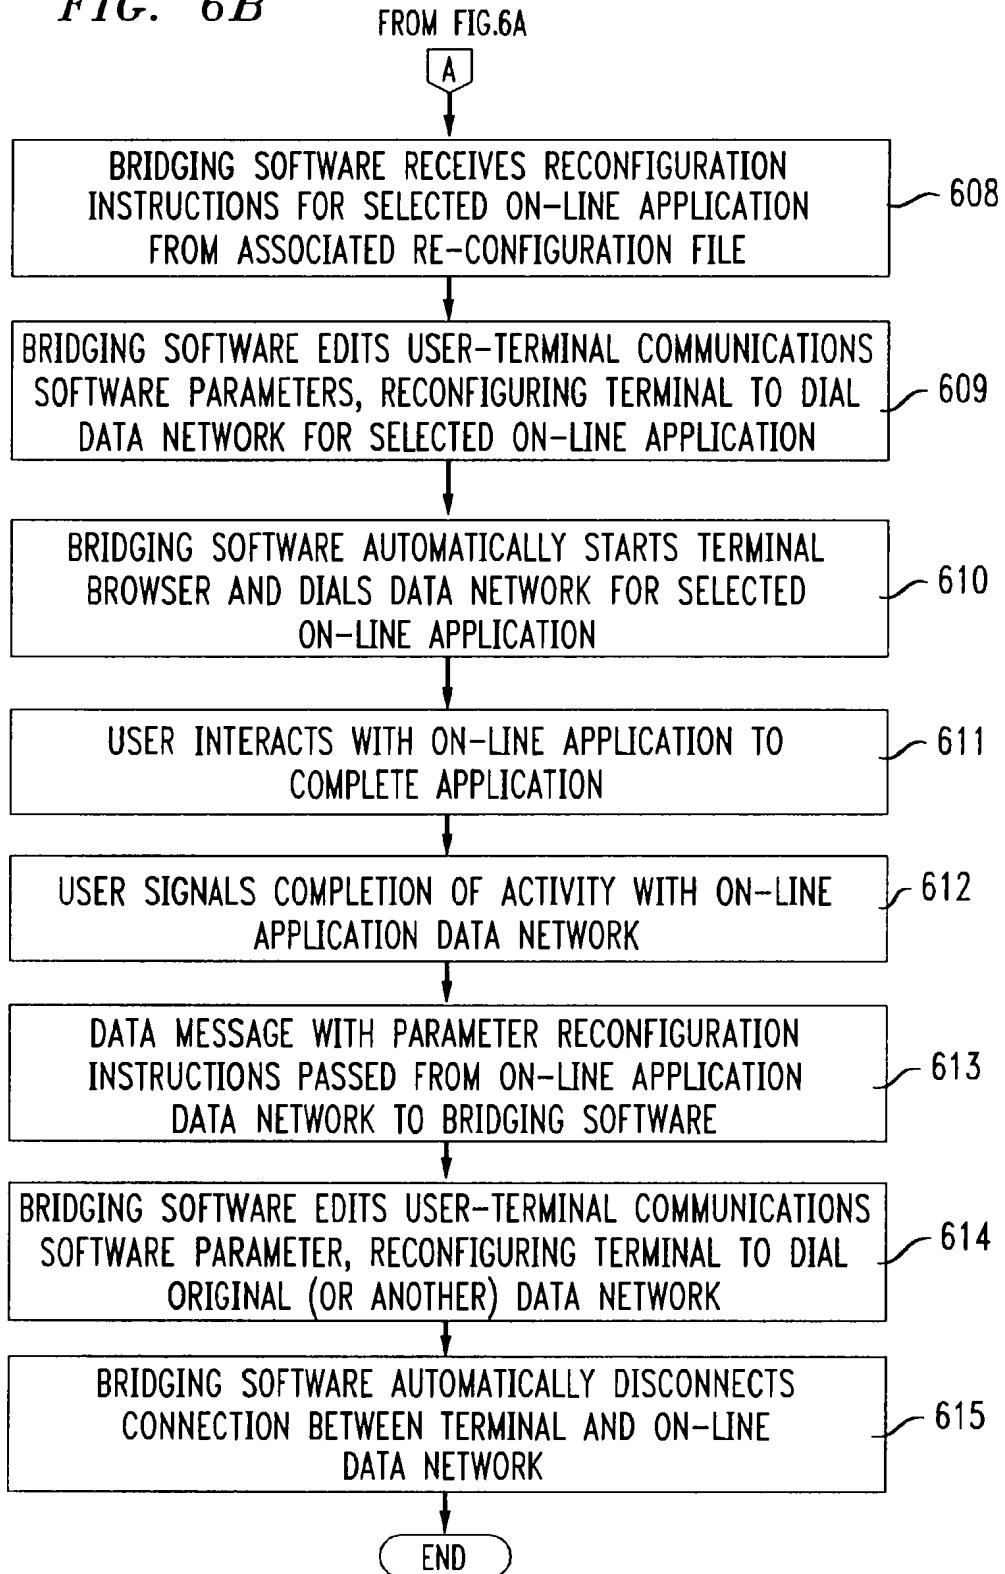 FIG. 6B
FROM FIG.6A
A
BRIDGING SOFTWARE RECEIVES RECONFIGURATION
INSTRUCTIONS FOR SELECTED ON-LINE APPLICATION
FROM ASSOCIATED RE-CONFIGURATION FILE
608
BRIDGING SOFTWARE EDITS USER-TERMINAL COMMUNICATIONS
SOFTWARE PARAMETERS, RECONFIGURING TERMINAL TO DIAL
DATA NETWORK FOR SELECTED ON-LINE APPLICATION
609
BRIDGING SOFTWARE AUTOMATICALLY STARTS TERMINAL
BROWSER AND DIALS DATA NETWORK FOR SELECTED
ON-LINE APPLICATION
610
USER INTERACTS WITH ON-LINE APPLICATION TO
COMPLETE APPLICATION
611
USER SIGNALS COMPLETION OF ACTIVITY WITH ON-LINE
APPLICATION DATA NETWORK
612
DATA MESSAGE WITH PARAMETER RECONFIGURATION
INSTRUCTIONS PASSED FROM ON-LINE APPLICATION
DATA NETWORK TO BRIDGING SOFTWARE
613
BRIDGING SOFTWARE EDITS USER-TERMINAL COMMUNICATIONS
SOFTWARE PARAMETER, RECONFIGURING TERMINAL TO DIAL
ORIGINAL (OR ANOTHER) DATA NETWORK
614
BRIDGING SOFTWARE AUTOMATICALLY DISCONNECTS
CONNECTION BETWEEN TERMINAL AND ON-LINE
DATA NETWORK
615
END